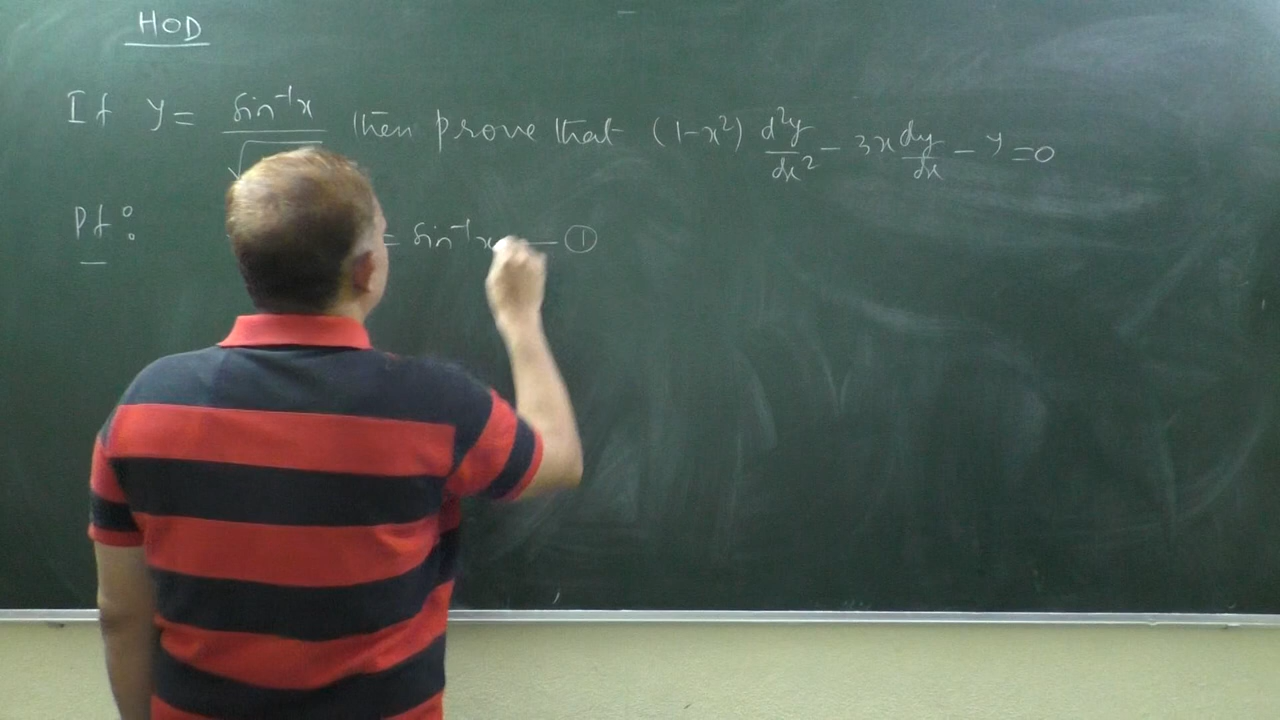 HOD
If y = sin⁻¹x / √ then prove that (1-x²) d²y/dx² - 3x dy/dx - y = 0
Pf :
= sin⁻¹x — ①